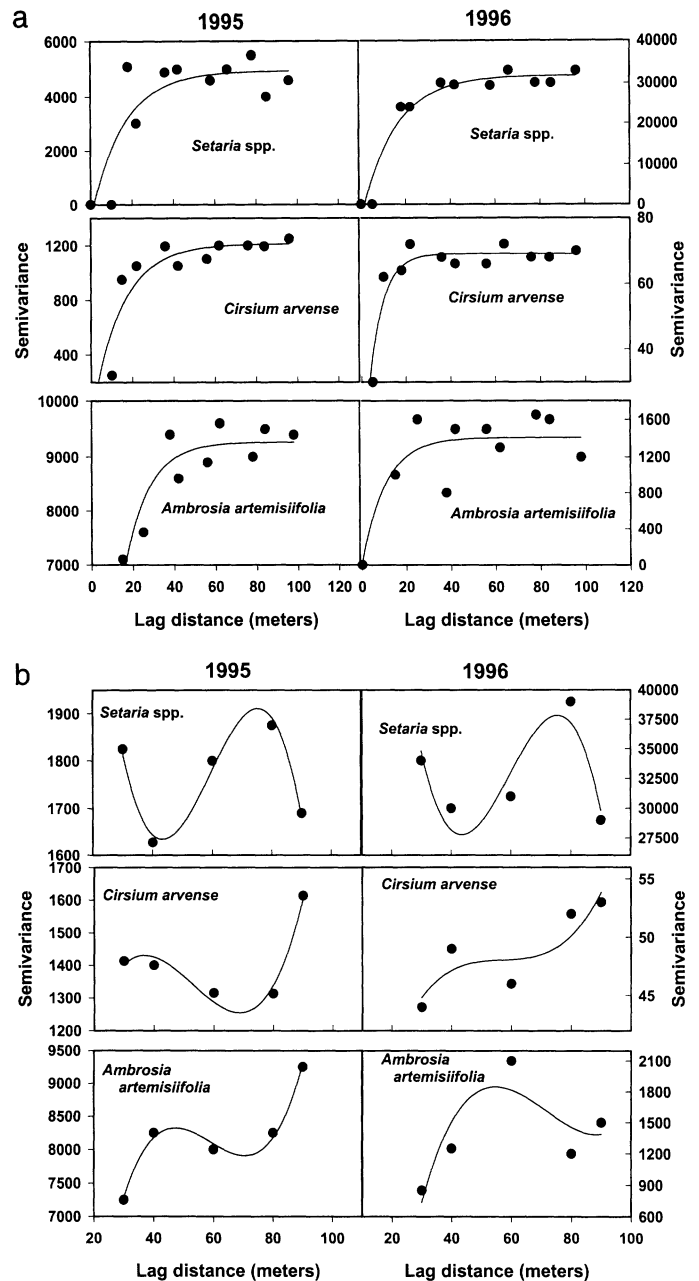 a
1995 1996
6000
4000
2000
0
Setaria spp.
40000
30000
20000
10000
0
Setaria spp.
Semivariance
1200
800
400
Cirsium arvense
80
60
40
Cirsium arvense
Semivariance
10000
9000
8000
7000
Ambrosia artemisiifolia
1600
1200
800
400
0
Ambrosia artemisiifolia
0 20 40 60 80 100 120 0 20 40 60 80 100 120
Lag distance (meters) Lag distance (meters)
b
1995 1996
1900
1800
1700
1600
Setaria spp.
40000
37500
35000
32500
30000
27500
Setaria spp.
Semivariance
1700
1600
1500
1400
1300
1200
Cirsium arvense
55
50
45
Cirsium arvense
Semivariance
9500
9000
8500
8000
7500
7000
Ambrosia
artemisiifolia
2100
1800
1500
1200
900
600
Ambrosia
artemisiifolia
20 40 60 80 100 20 40 60 80 100
Lag distance (meters) Lag distance (meters)